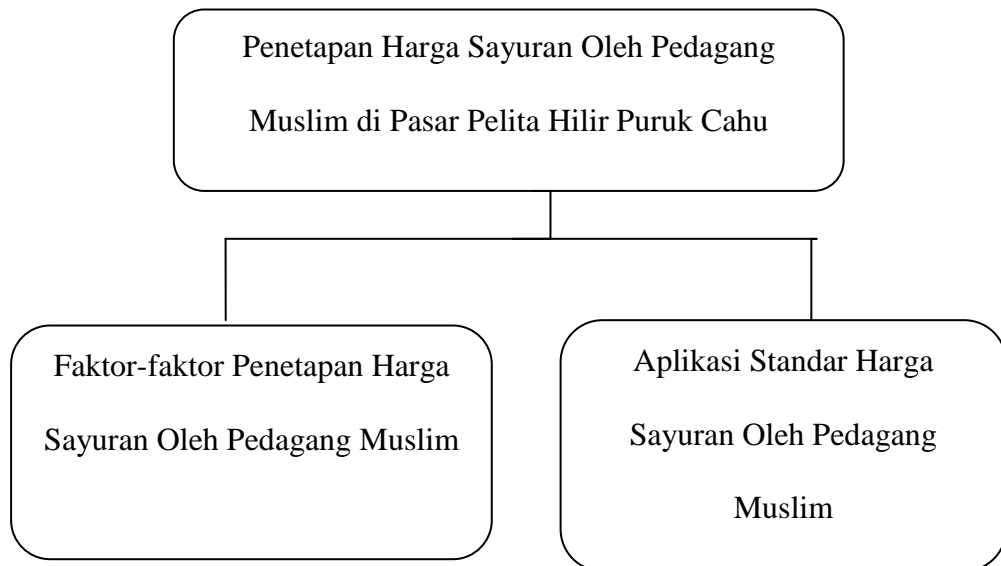 Penetapan Harga Sayuran Oleh Pedagang
Muslim di Pasar Pelita Hilir Puruk Cahu
Faktor-faktor Penetapan Harga
Sayuran Oleh Pedagang Muslim
Aplikasi Standar Harga
Sayuran Oleh Pedagang
Muslim